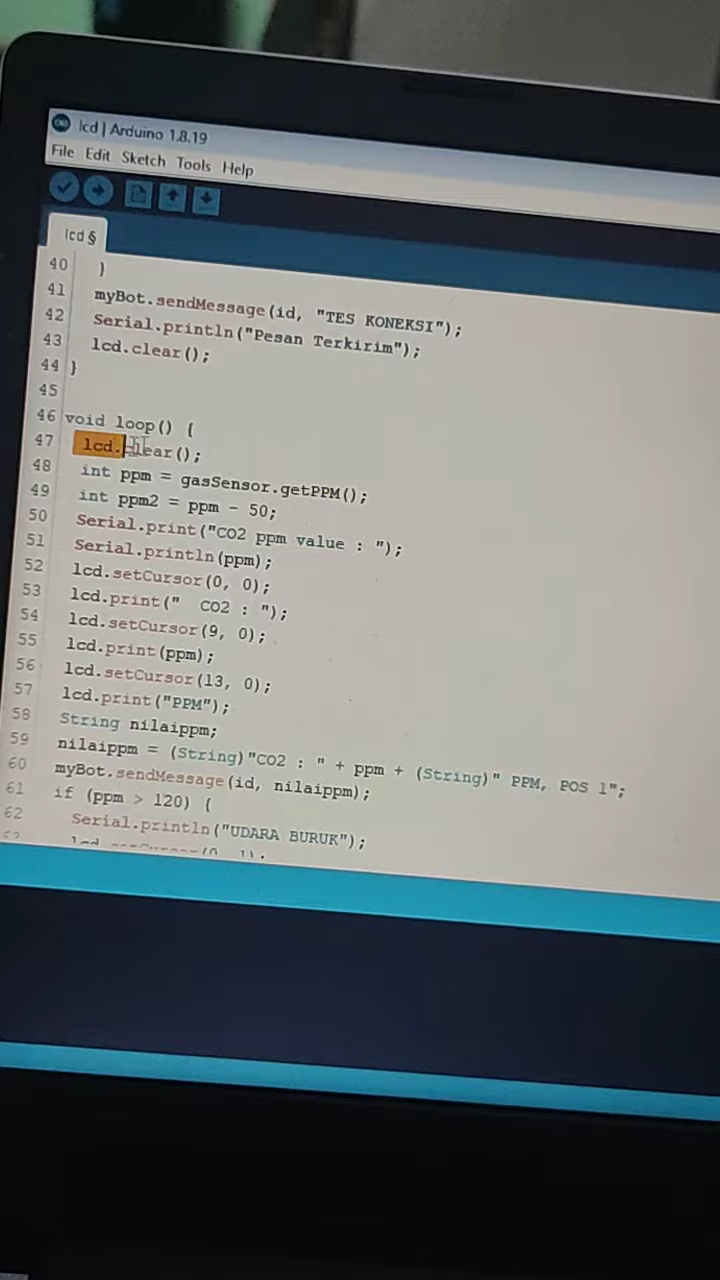 lcd | Arduino 1.8.19
File Edit Sketch Tools Help
lcd §
40 }
41 myBot.sendMessage(id, "TES KONEKSI");
42 Serial.println("Pesan Terkirim");
43 lcd.clear();
44 }
45
46 void loop() {
47 lcd.clear();
48 int ppm = gasSensor.getPPM();
49 int ppm2 = ppm - 50;
50 Serial.print("CO2 ppm value : ");
51 Serial.println(ppm);
52 lcd.setCursor(0, 0);
53 lcd.print("  CO2 : ");
54 lcd.setCursor(9, 0);
55 lcd.print(ppm);
56 lcd.setCursor(13, 0);
57 lcd.print("PPM");
58 String nilaippm;
59 nilaippm = (String)"CO2 : " + ppm + (String)" PPM, POS 1";
60 myBot.sendMessage(id, nilaippm);
61 if (ppm > 120) {
62 Serial.println("UDARA BURUK");